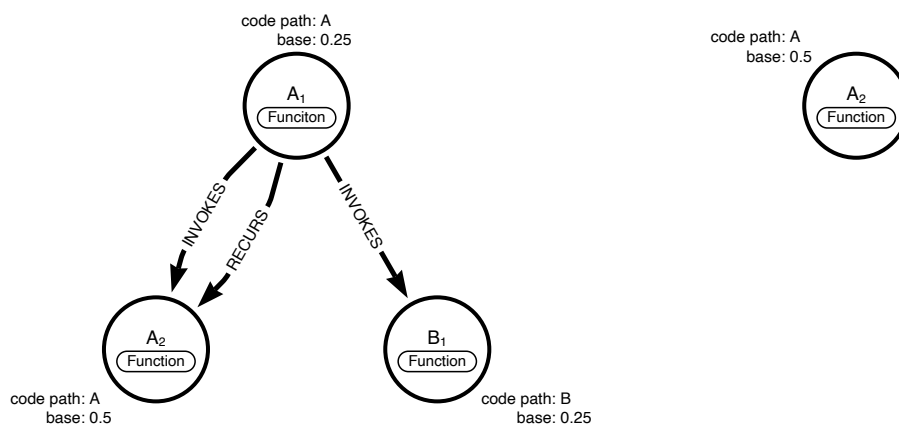 code path: A
base: 0.25
A₁
Funciton
INVOKES
RECURS
INVOKES
A₂
Function
code path: A
base: 0.5
B₁
Function
code path: B
base: 0.25
code path: A
base: 0.5
A₂
Function